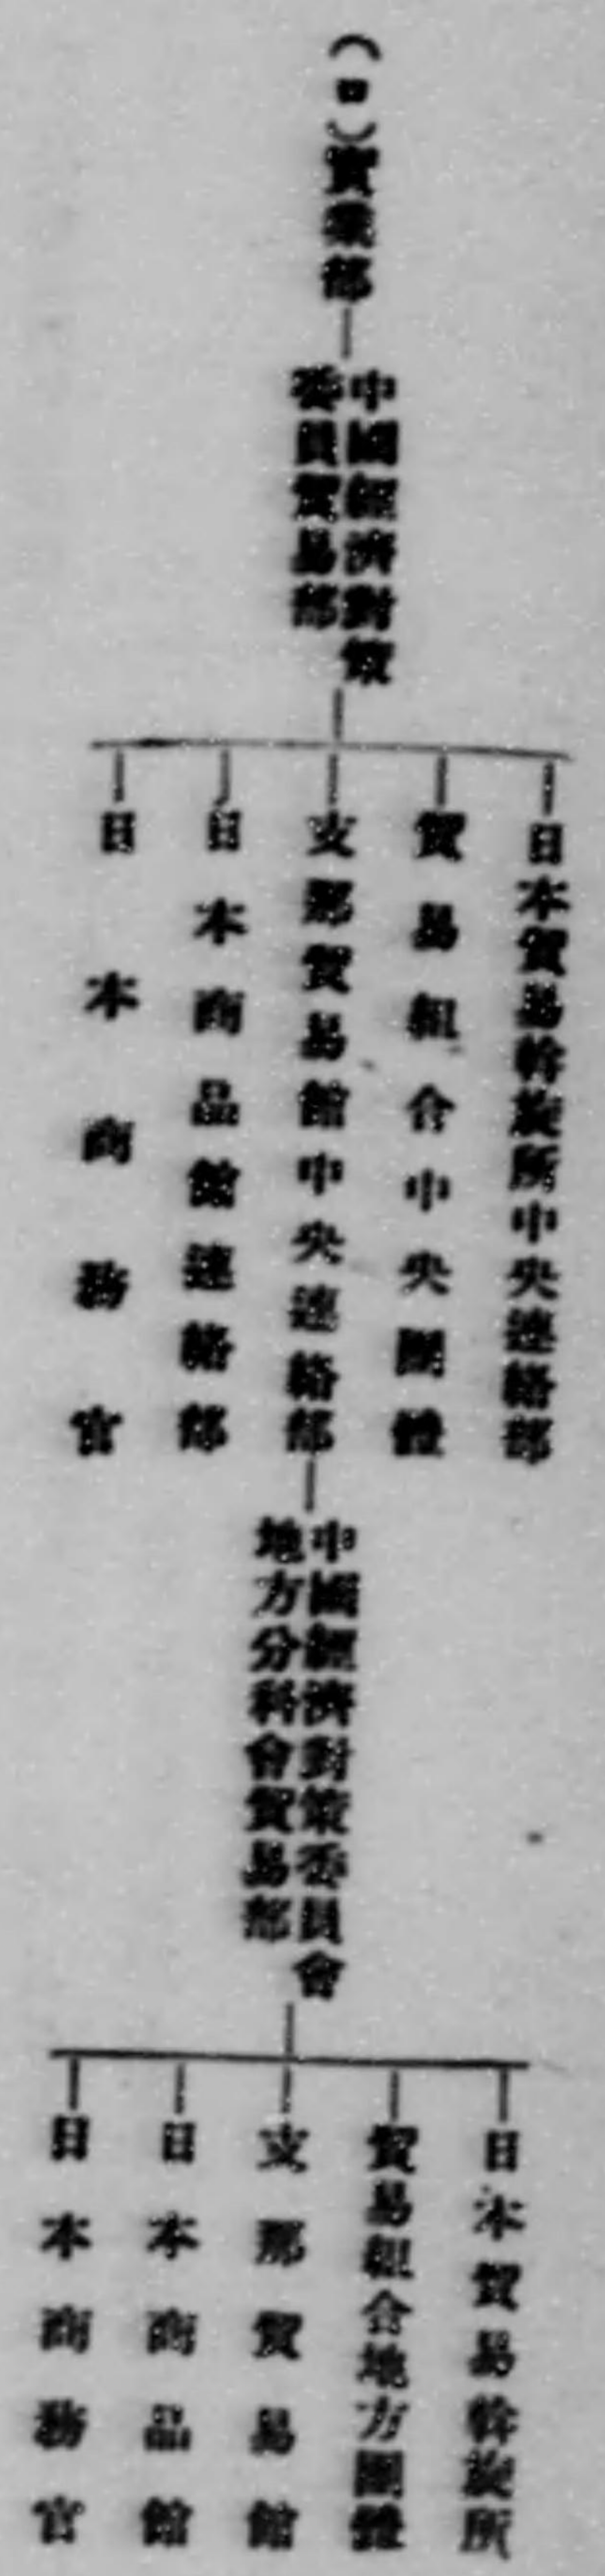 (ロ)實業部
中國經濟對策
委員貿易部
日本貿易幹旋所中央連絡部
貿易組合中央團體
支那貿易館中央連絡部
日本商品館連絡部
日本商務官
中國經濟對策委員會
地方分科會貿易部
日本貿易幹旋所
貿易組合地方團體
支那貿易館
日本商品館
日本商務官